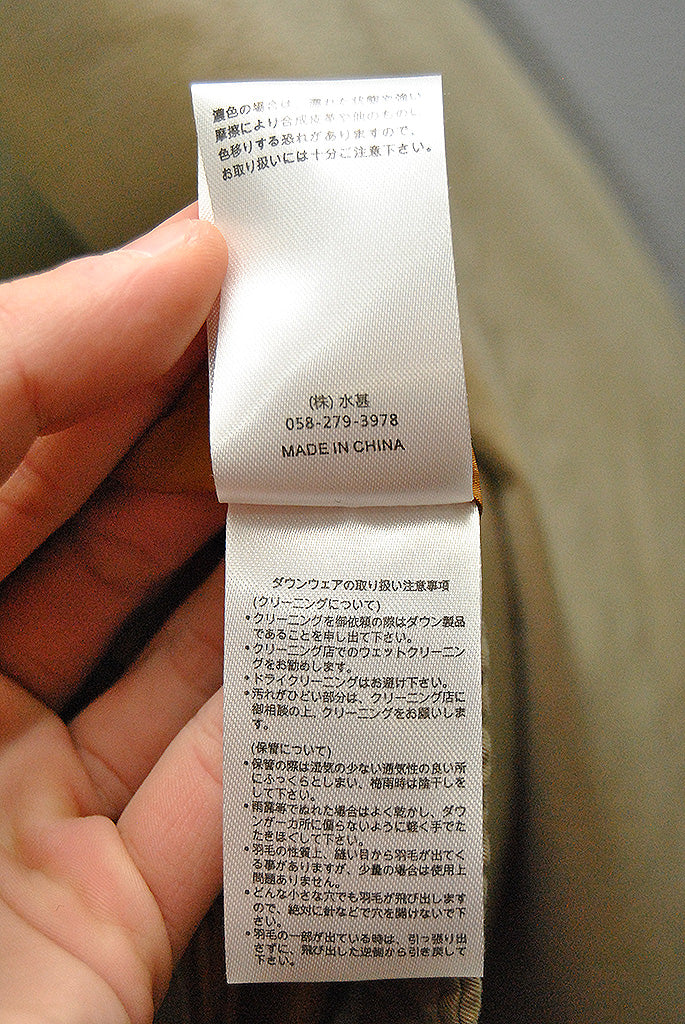 濃色の場合は、濡れた状態や強い
摩擦により合成皮革や他のものに
色移りする恐れがありますので、
お取り扱いには十分ご注意下さい。
(株) 水甚
058-279-3978
MADE IN CHINA
ダウンウェアの取り扱い注意事項
(クリーニングについて)
•クリーニングを御依頼の際はダウン製品
であることを申し出て下さい。
•クリーニング店でのウェットクリーニン
グをお勧めします。
•ドライクリーニングはお避け下さい。
•汚れがひどい部分は、クリーニング店に
御相談の上、クリーニングをお願いしま
す。
(保管について)
•保管の際は湿気の少ない通気性の良い所
にふっくらとしまい、梅雨時は陰干しを
して下さい。
•雨露等でぬれた場合はよく乾かし、ダウ
ンが一カ所に偏らないように軽く手でた
たきほぐして下さい。
•羽毛の性質上、縫い目から羽毛が出てく
る事がありますが、少量の場合は使用上
問題ありません。
•どんな小さな穴でも羽毛が飛び出します
ので、絶対に針などで穴を開けないで下
さい。
•羽毛の一部が出ている時は、引っ張り出
さずに、飛び出した逆側から引き戻して
下さい。